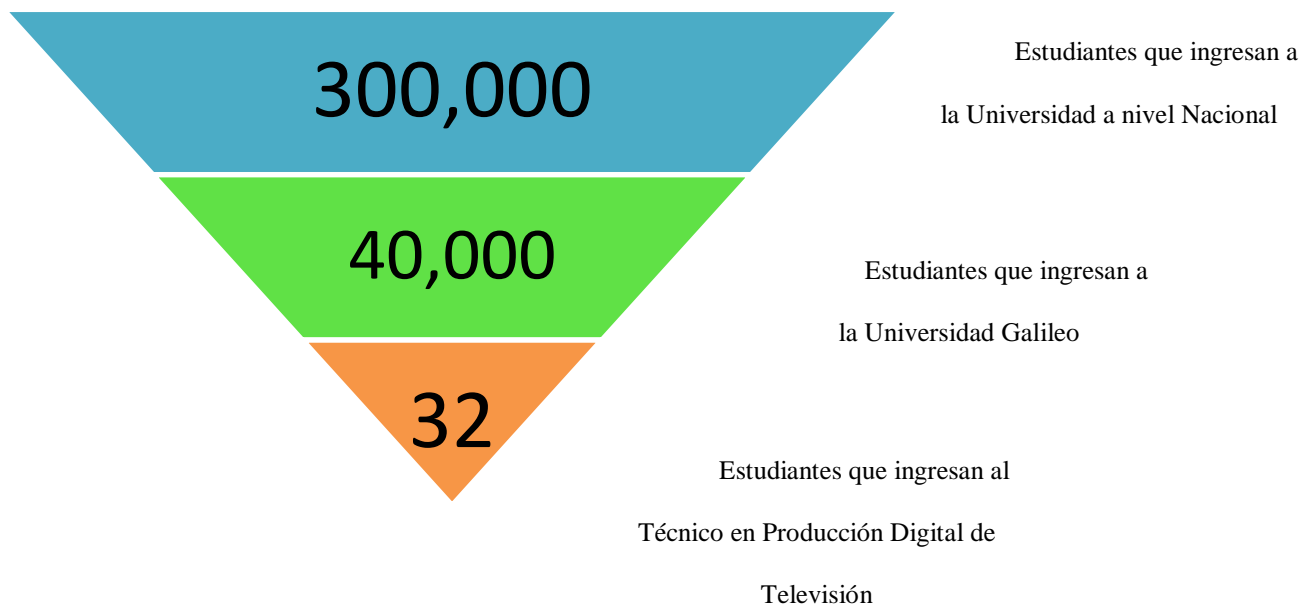 300,000
Estudiantes que ingresan a
la Universidad a nivel Nacional
40,000
Estudiantes que ingresan a
la Universidad Galileo
32
Estudiantes que ingresan al
Técnico en Producción Digital de
Televisión